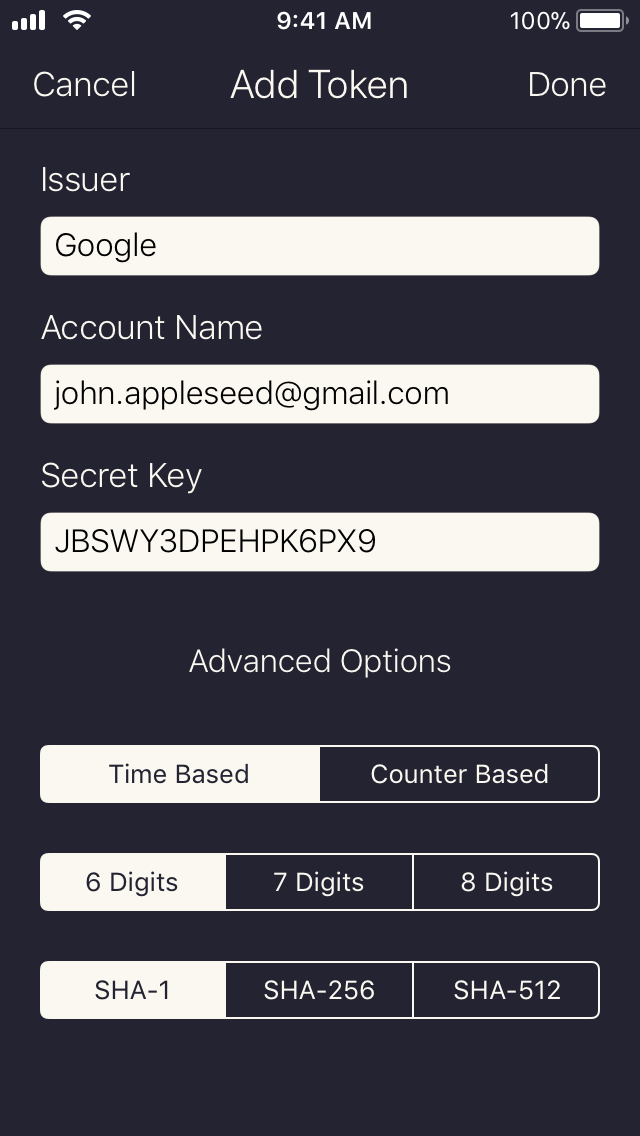 9:41 AM 100%
Cancel Add Token Done
Issuer
Google
Account Name
john.appleseed@gmail.com
Secret Key
JBSWY3DPEHPK6PX9
Advanced Options
Time Based Counter Based
6 Digits 7 Digits 8 Digits
SHA-1 SHA-256 SHA-512